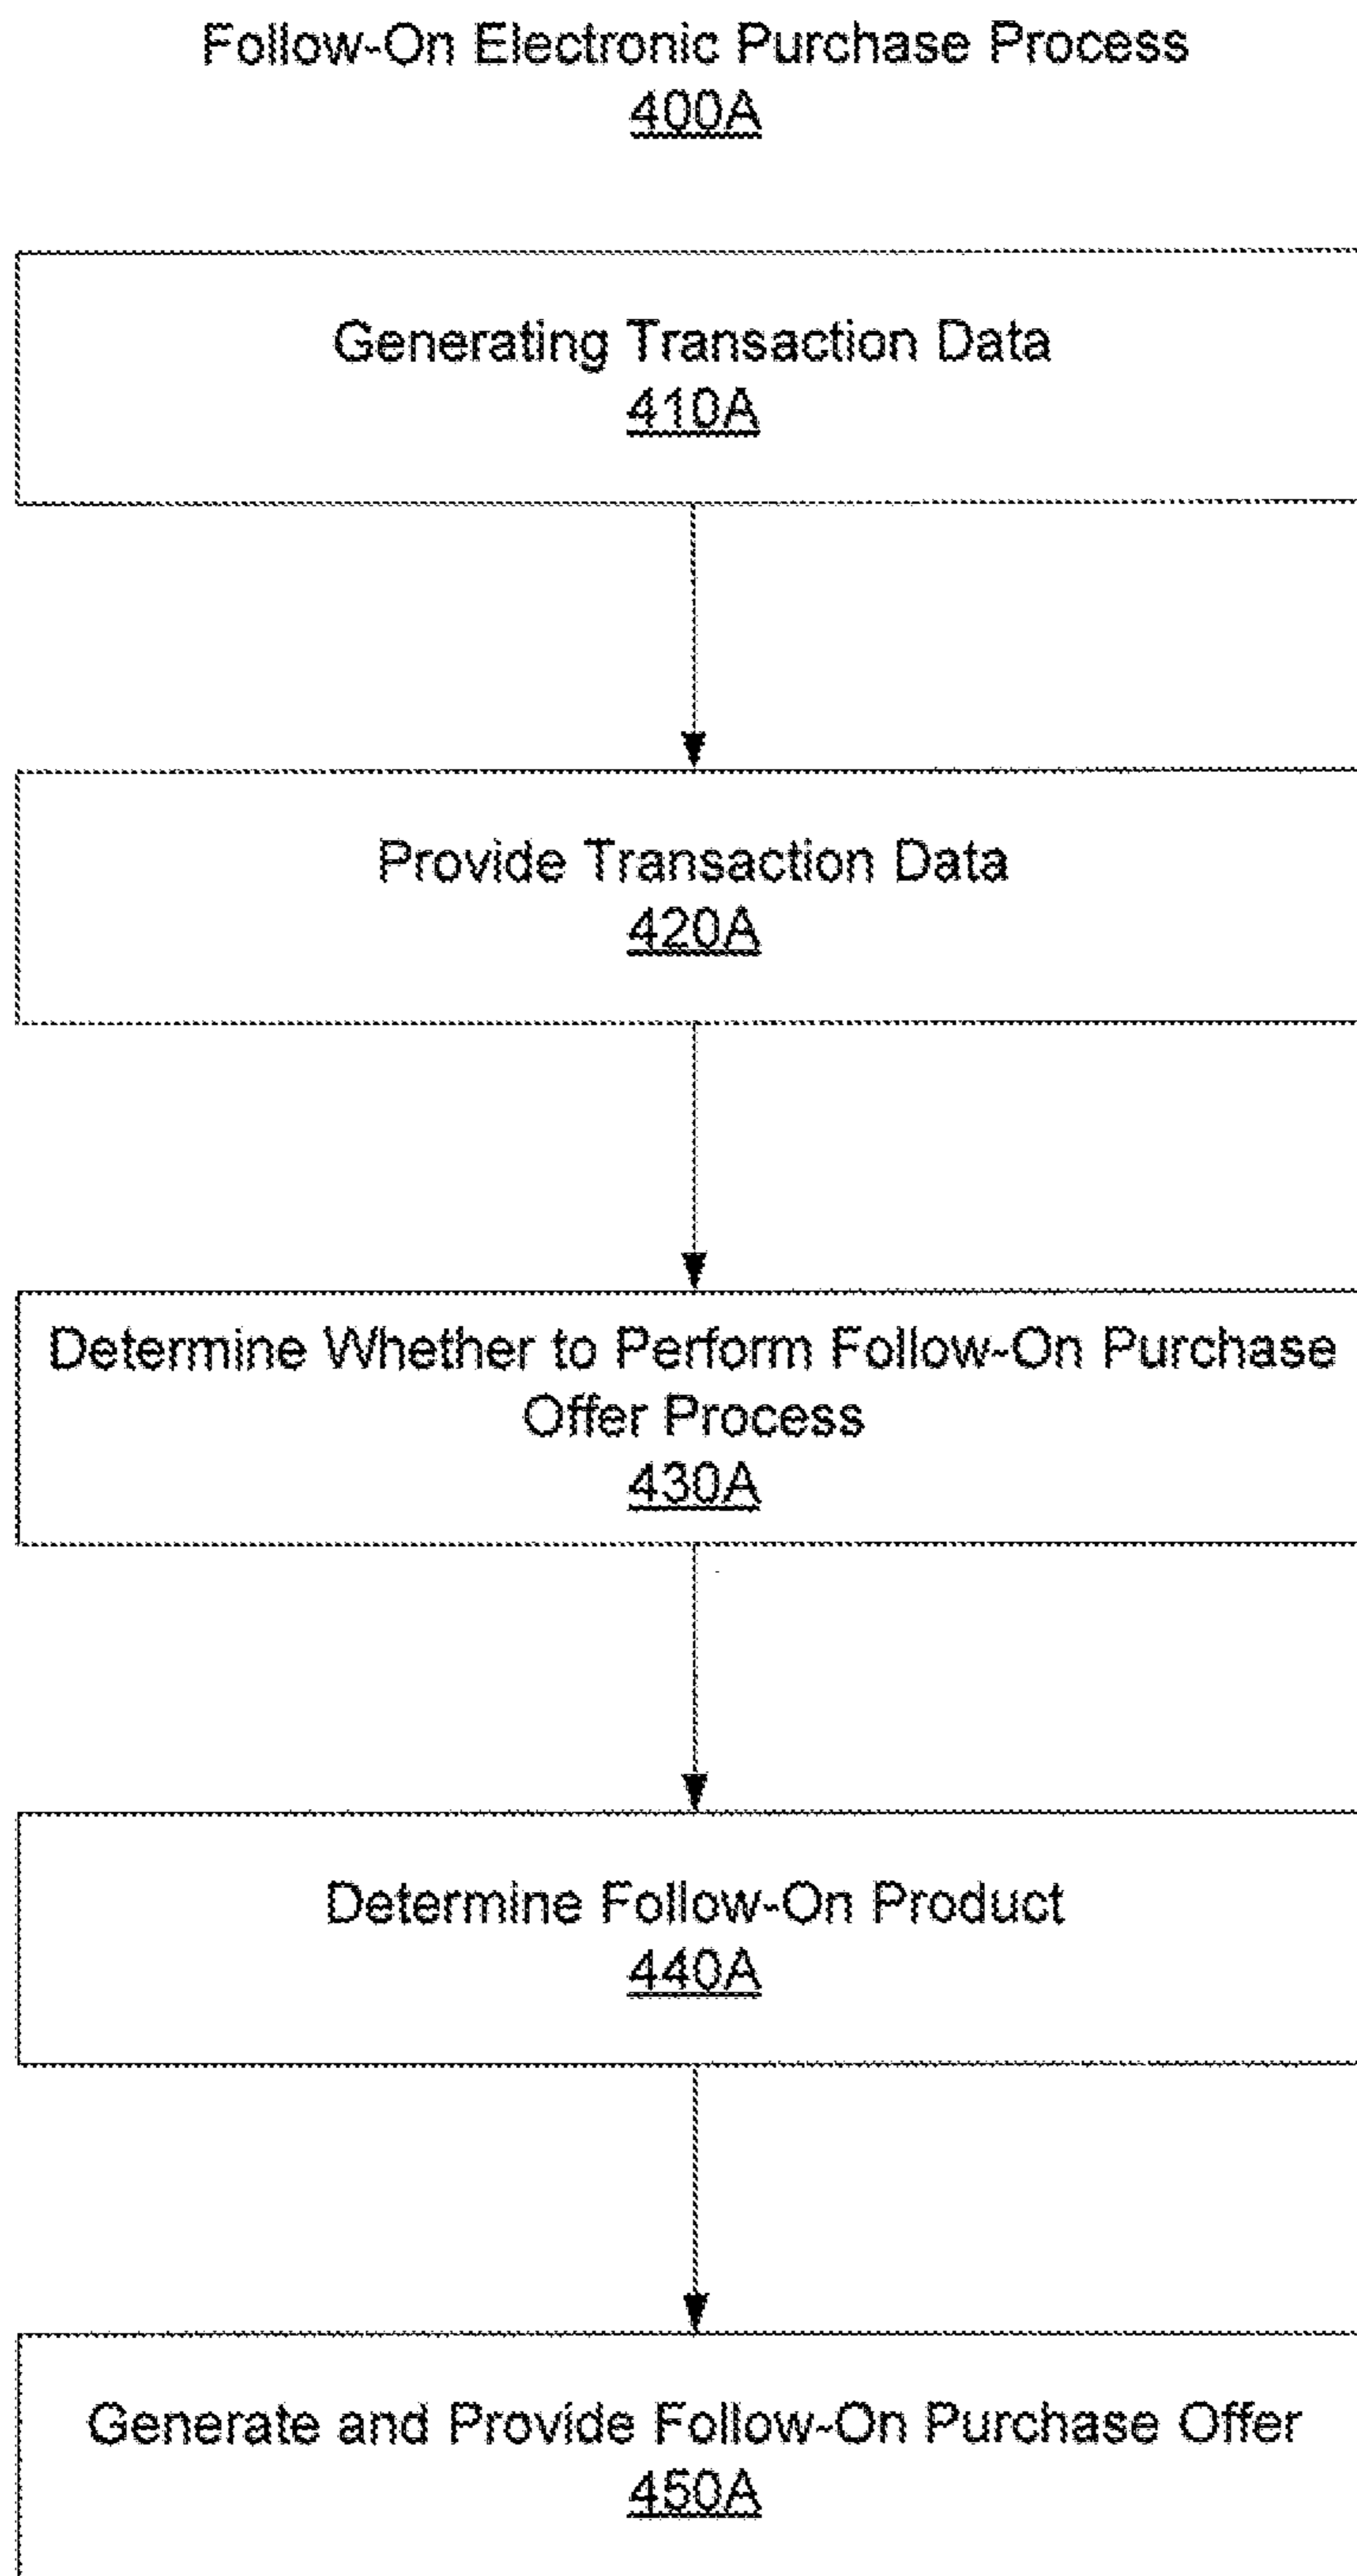 Follow-On Electronic Purchase Process
400A
Generating Transaction Data
410A
Provide Transaction Data
420A
Determine Whether to Perform Follow-On Purchase
Offer Process
430A
Determine Follow-On Product
440A
Generate and Provide Follow-On Purchase Offer
450A